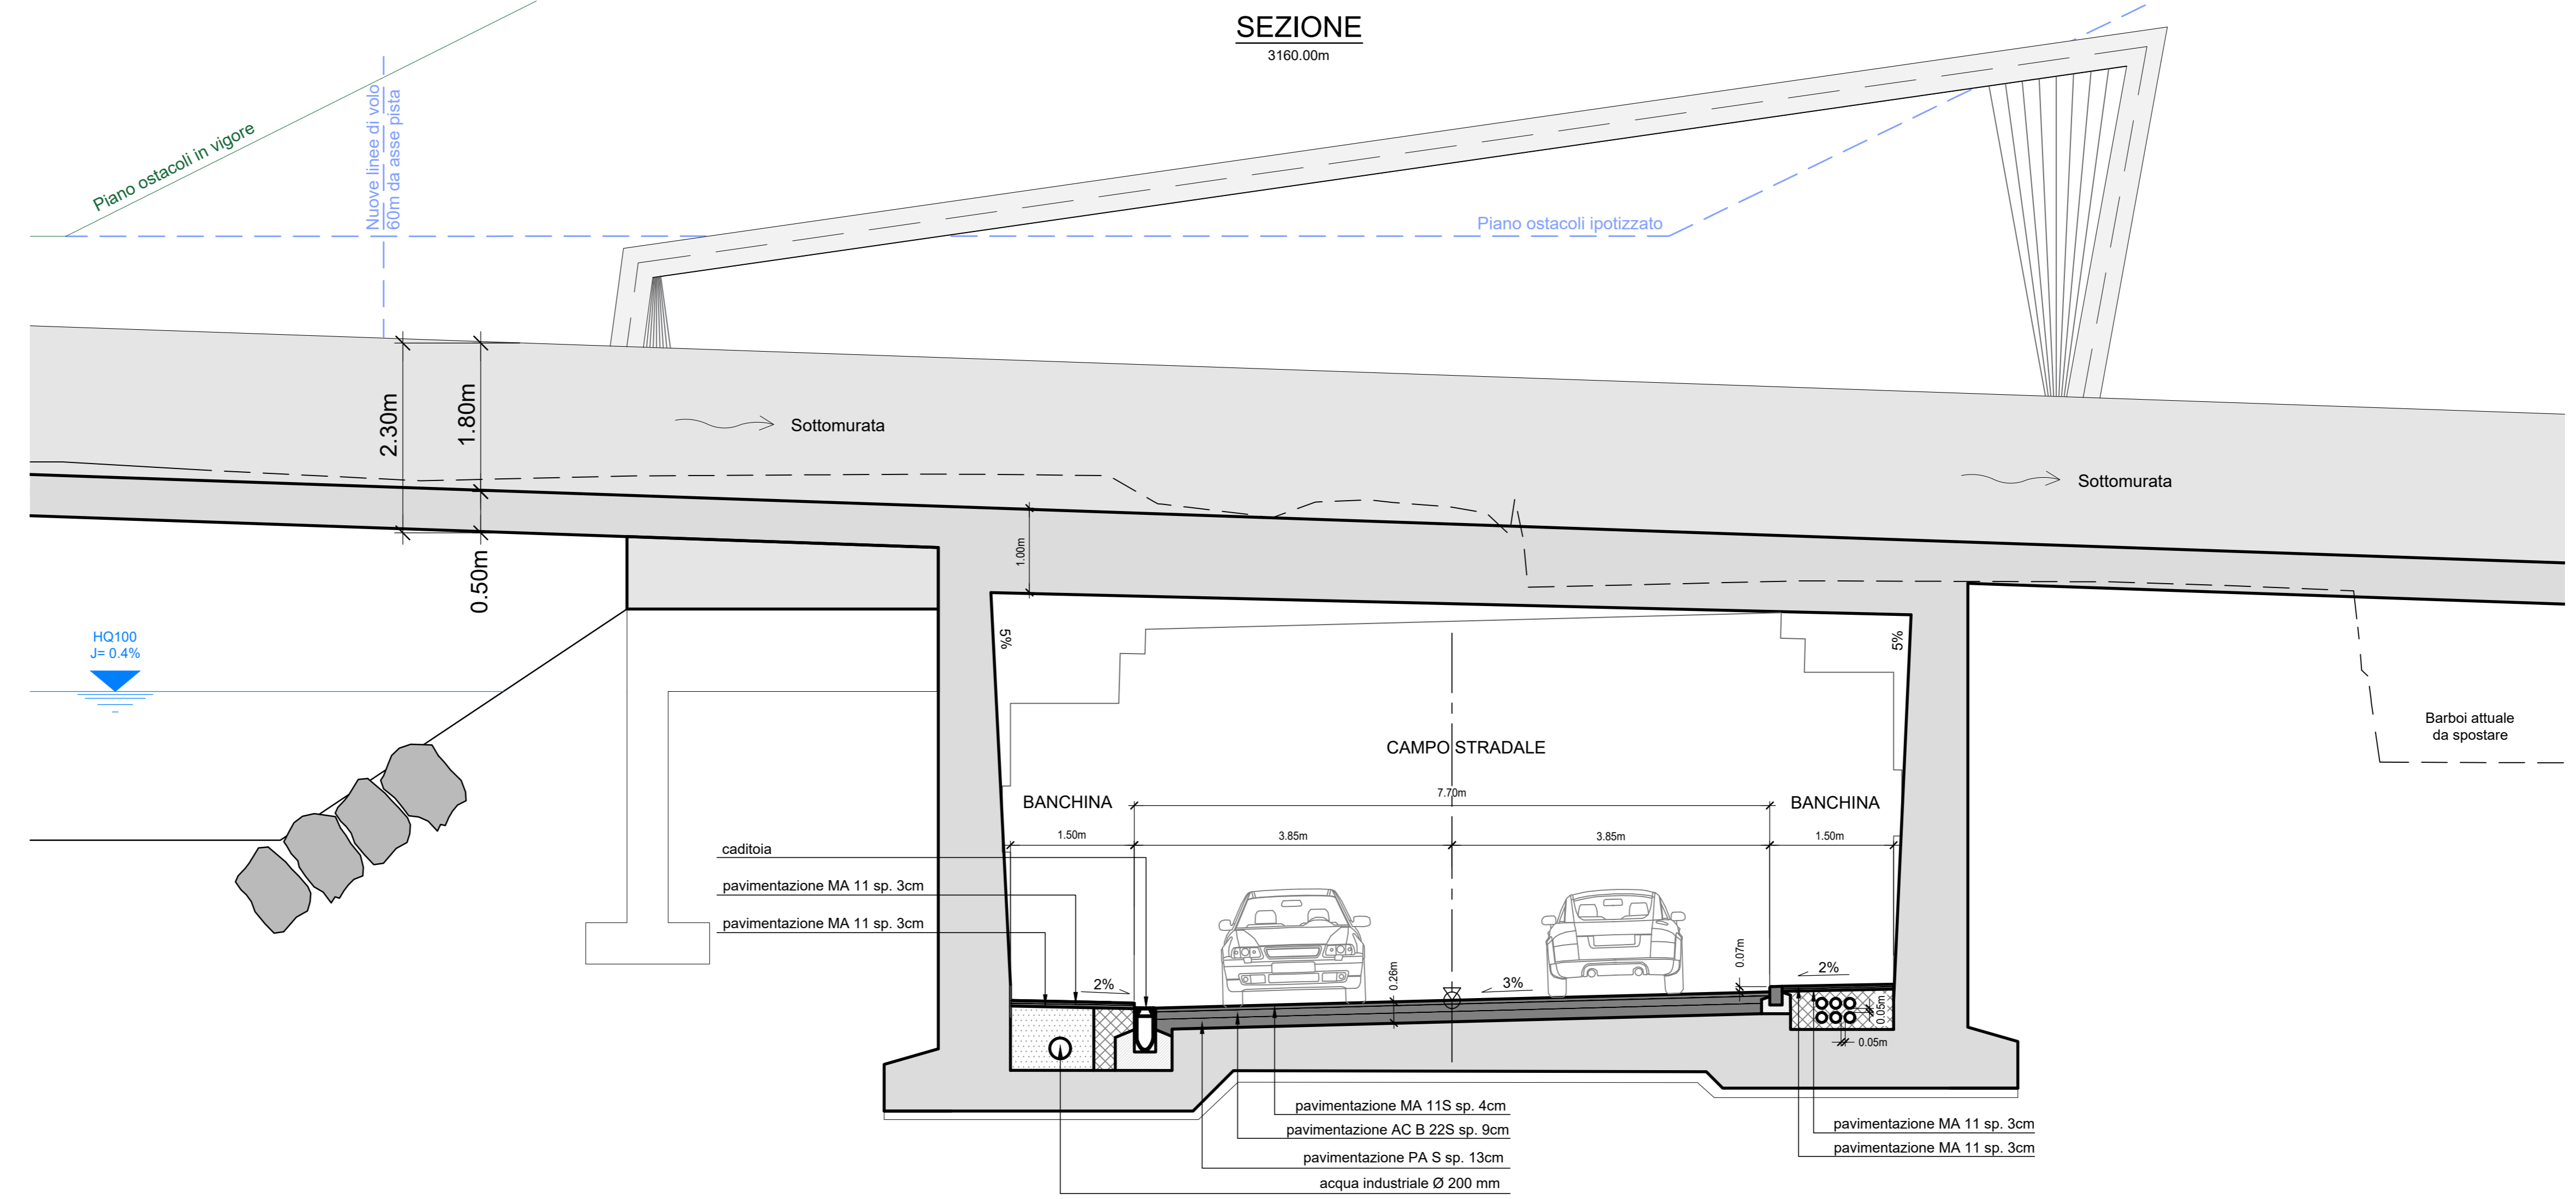 SEZIONE
3160.00m
Piano ostacoli in vigore
Nuove linee di volo
60m da asse pista
Piano ostacoli ipotizzato
2.30m
1.80m
0.50m
Sottomurata
Sottomurata
1.00m
HQ100
J= 0.4%
5%
5%
Barboi attuale
da spostare
CAMPO STRADALE
BANCHINA
7.70m
BANCHINA
1.50m
3.85m
3.85m
1.50m
caditoia
pavimentazione MA 11 sp. 3cm
pavimentazione MA 11 sp. 3cm
2%
0.26m
3%
0.07m
2%
0.05m
0.05m
pavimentazione MA 11S sp. 4cm
pavimentazione AC B 22S sp. 9cm
pavimentazione PA S sp. 13cm
acqua industriale Ø 200 mm
pavimentazione MA 11 sp. 3cm
pavimentazione MA 11 sp. 3cm